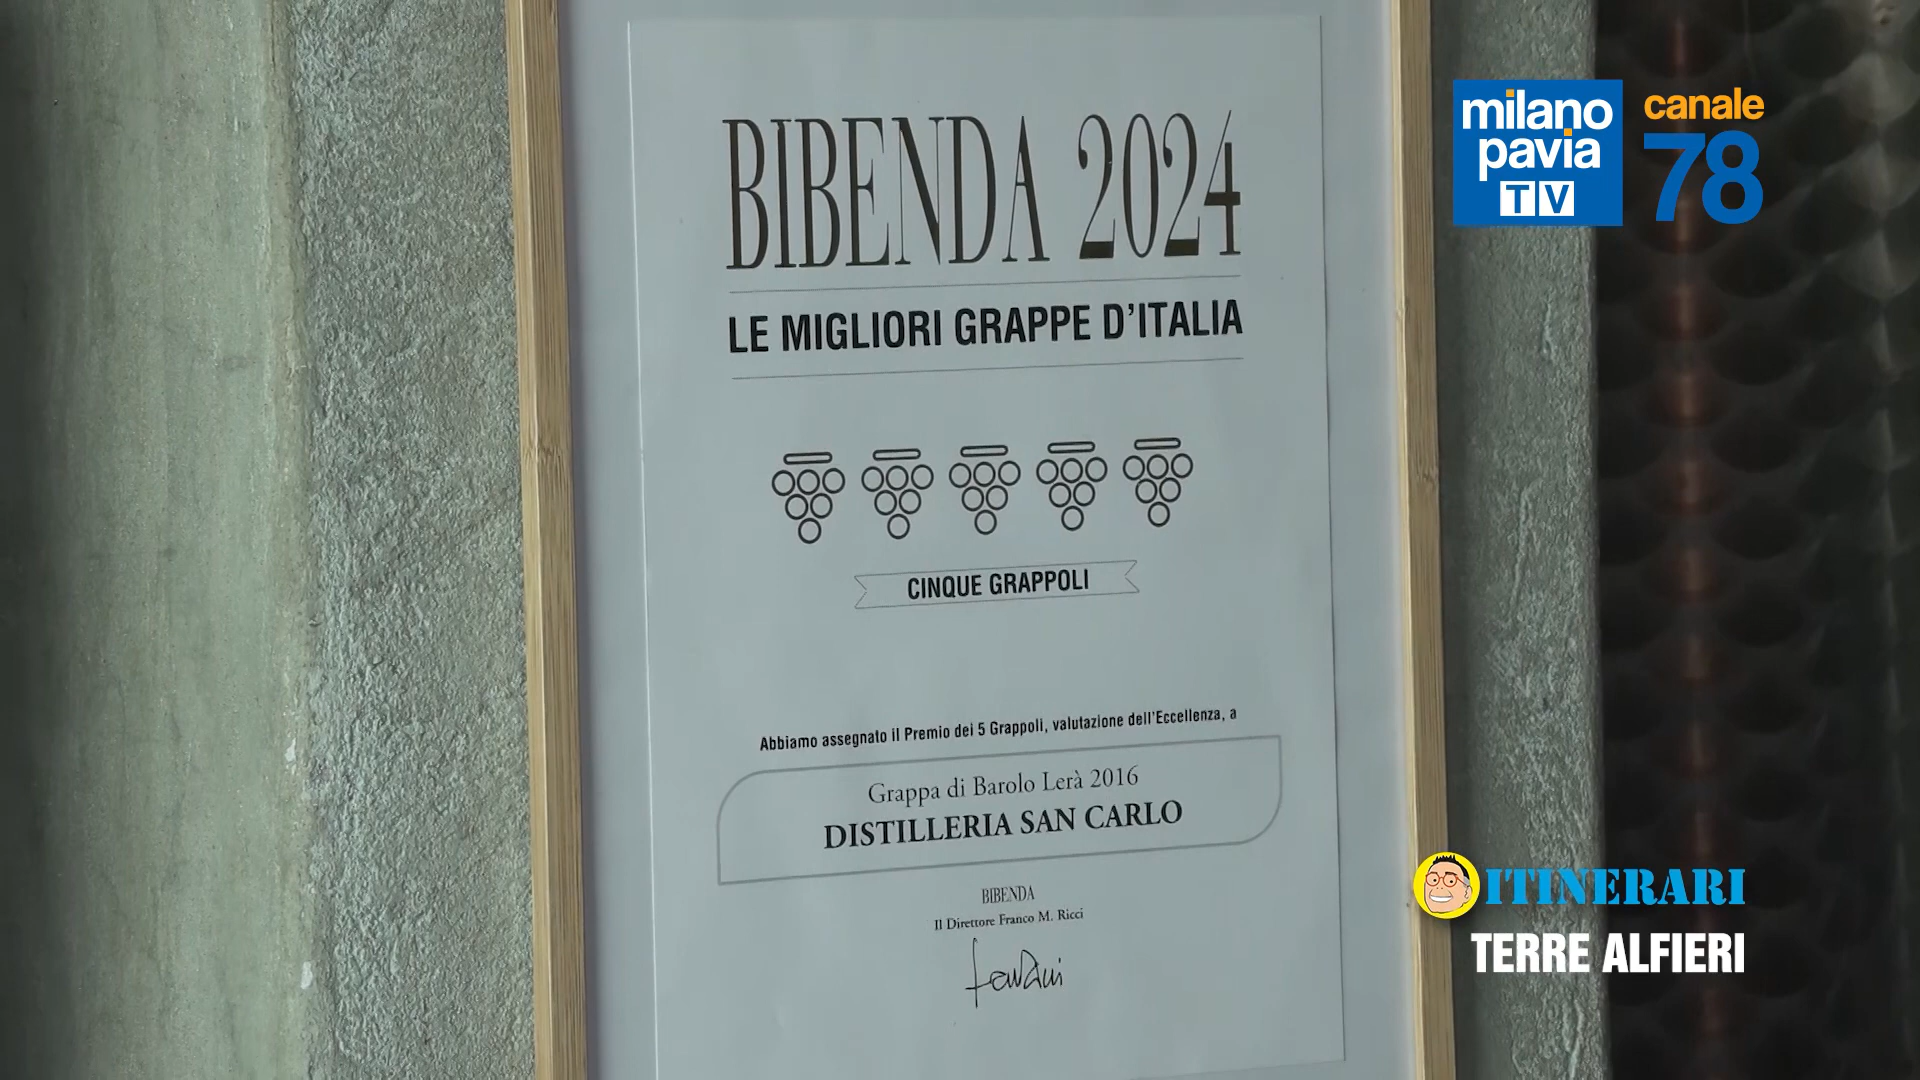 BIBENDA 2024
LE MIGLIORI GRAPPE D'ITALIA
CINQUE GRAPPOLI
Abbiamo assegnato il Premio dei 5 Grappoli, valutazione dell'Eccellenza, a
Grappa di Barolo Lerà 2016
DISTILLERIA SAN CARLO
BIBENDA
Il Direttore Franco M. Ricci
milano
pavia
TV
canale
78
ITINERARI
TERRE ALFIERI